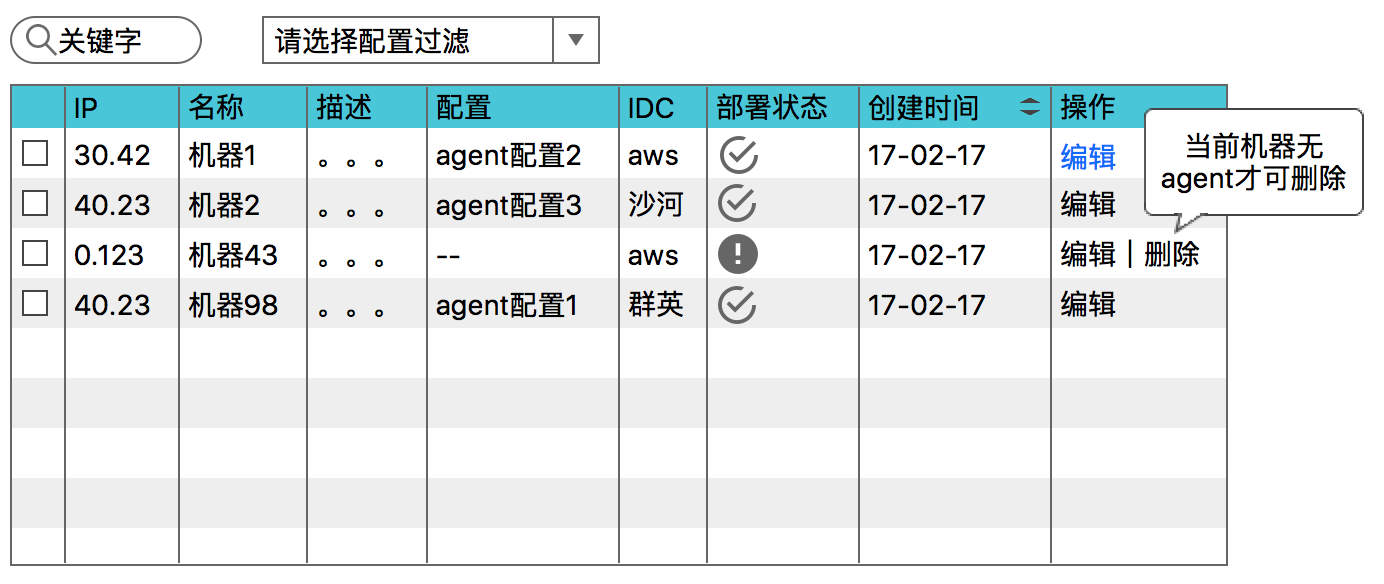 关键字 请选择配置过滤
IP 名称 描述 配置 IDC 部署状态 创建时间 操作
当前机器无
agent才可删除
30.42 机器1 。。。 agent配置2 aws 17-02-17 编辑
40.23 机器2 。。。 agent配置3 沙河 17-02-17 编辑
0.123 机器43 。。。 -- aws 17-02-17 编辑 | 删除
40.23 机器98 。。。 agent配置1 群英 17-02-17 编辑